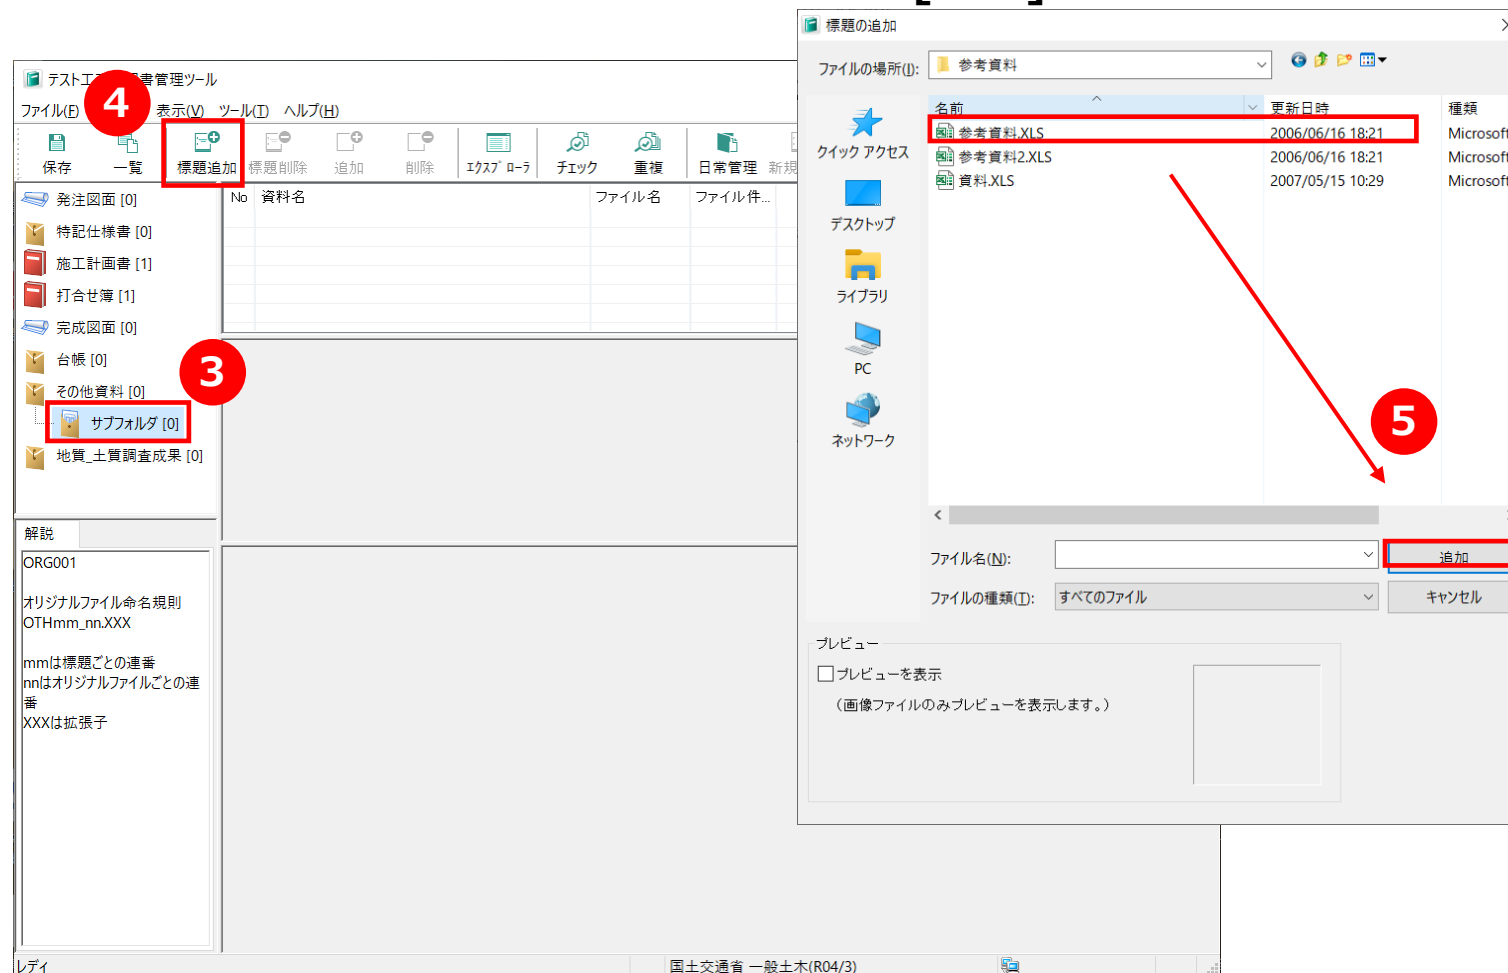 テストエ 書管理ツール
ファイル(F) 表示(V) ツール(T) ヘルプ(H)
4
保存 一覧 標題追加 標題削除 追加 削除 ｴｸｽﾌﾟﾛｰﾗ チェック 重複 日常管理 新規
発注図面 [0]
特記仕様書 [0]
施工計画書 [1]
打合せ簿 [1]
完成図面 [0]
台帳 [0]
その他資料 [0]
サブフォルダ [0]
地質_土質調査成果 [0]
3
No 資料名 ファイル名 ファイル件...
解説
ORG001
オリジナルファイル命名規則
OTHmm_nn.XXX
mmは標題ごとの連番
nnはオリジナルファイルごとの連
番
XXXは拡張子
レディ 国土交通省 一般土木(R04/3)
標題の追加
ファイルの場所(I): 参考資料
クイック アクセス
デスクトップ
ライブラリ
PC
ネットワーク
名前 更新日時 種類
参考資料.XLS 2006/06/16 18:21 Microsoft
参考資料2.XLS 2006/06/16 18:21 Microsoft
資料.XLS 2007/05/15 10:29 Microsoft
5
ファイル名(N): 追加
ファイルの種類(T): すべてのファイル キャンセル
プレビュー
プレビューを表示
（画像ファイルのみプレビューを表示します。）